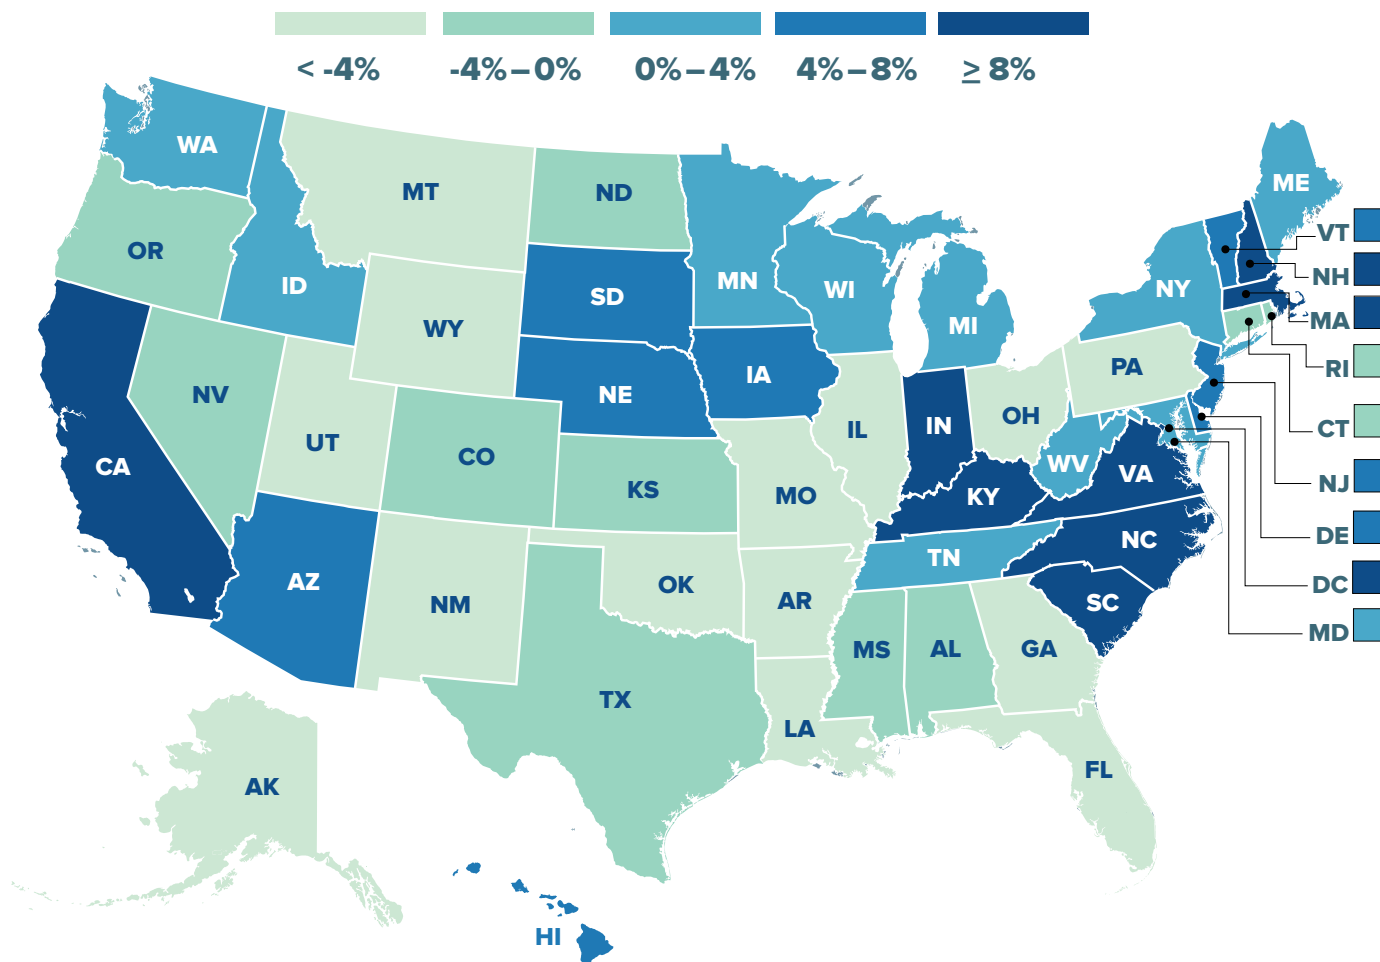 < -4% -4%–0% 0%–4% 4%–8% ≥ 8%
WA
ME
MT
ND
VT
OR
NH
MN
ID
NY
WI
SD
MA
MI
WY
PA
RI
IA
NV
NE
OH
IN
CT
IL
UT
CO
WV
CA
VA
NJ
KS
MO
KY
DE
NC
TN
AZ
OK
DC
AR
SC
NM
MD
MS
AL
GA
TX
LA
FL
AK
HI